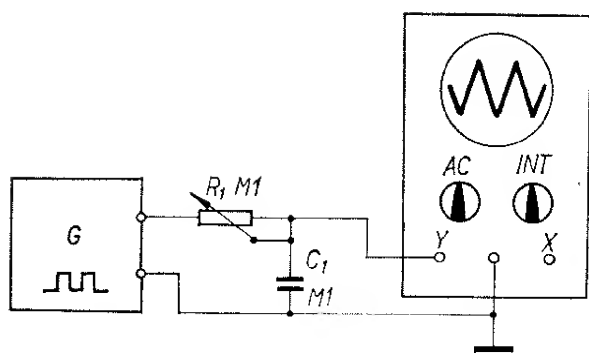 AC INT
R₁ M1
G
Y X
C₁
M1